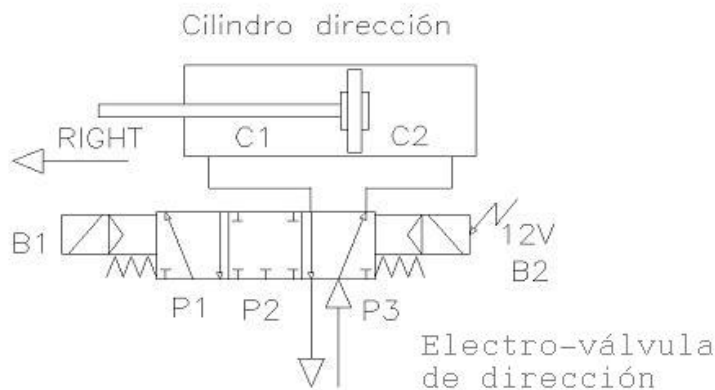 Cilindro dirección
C1
C2
RIGHT
B1
12V
B2
P1
P2
P3
Electro-válvula
de dirección